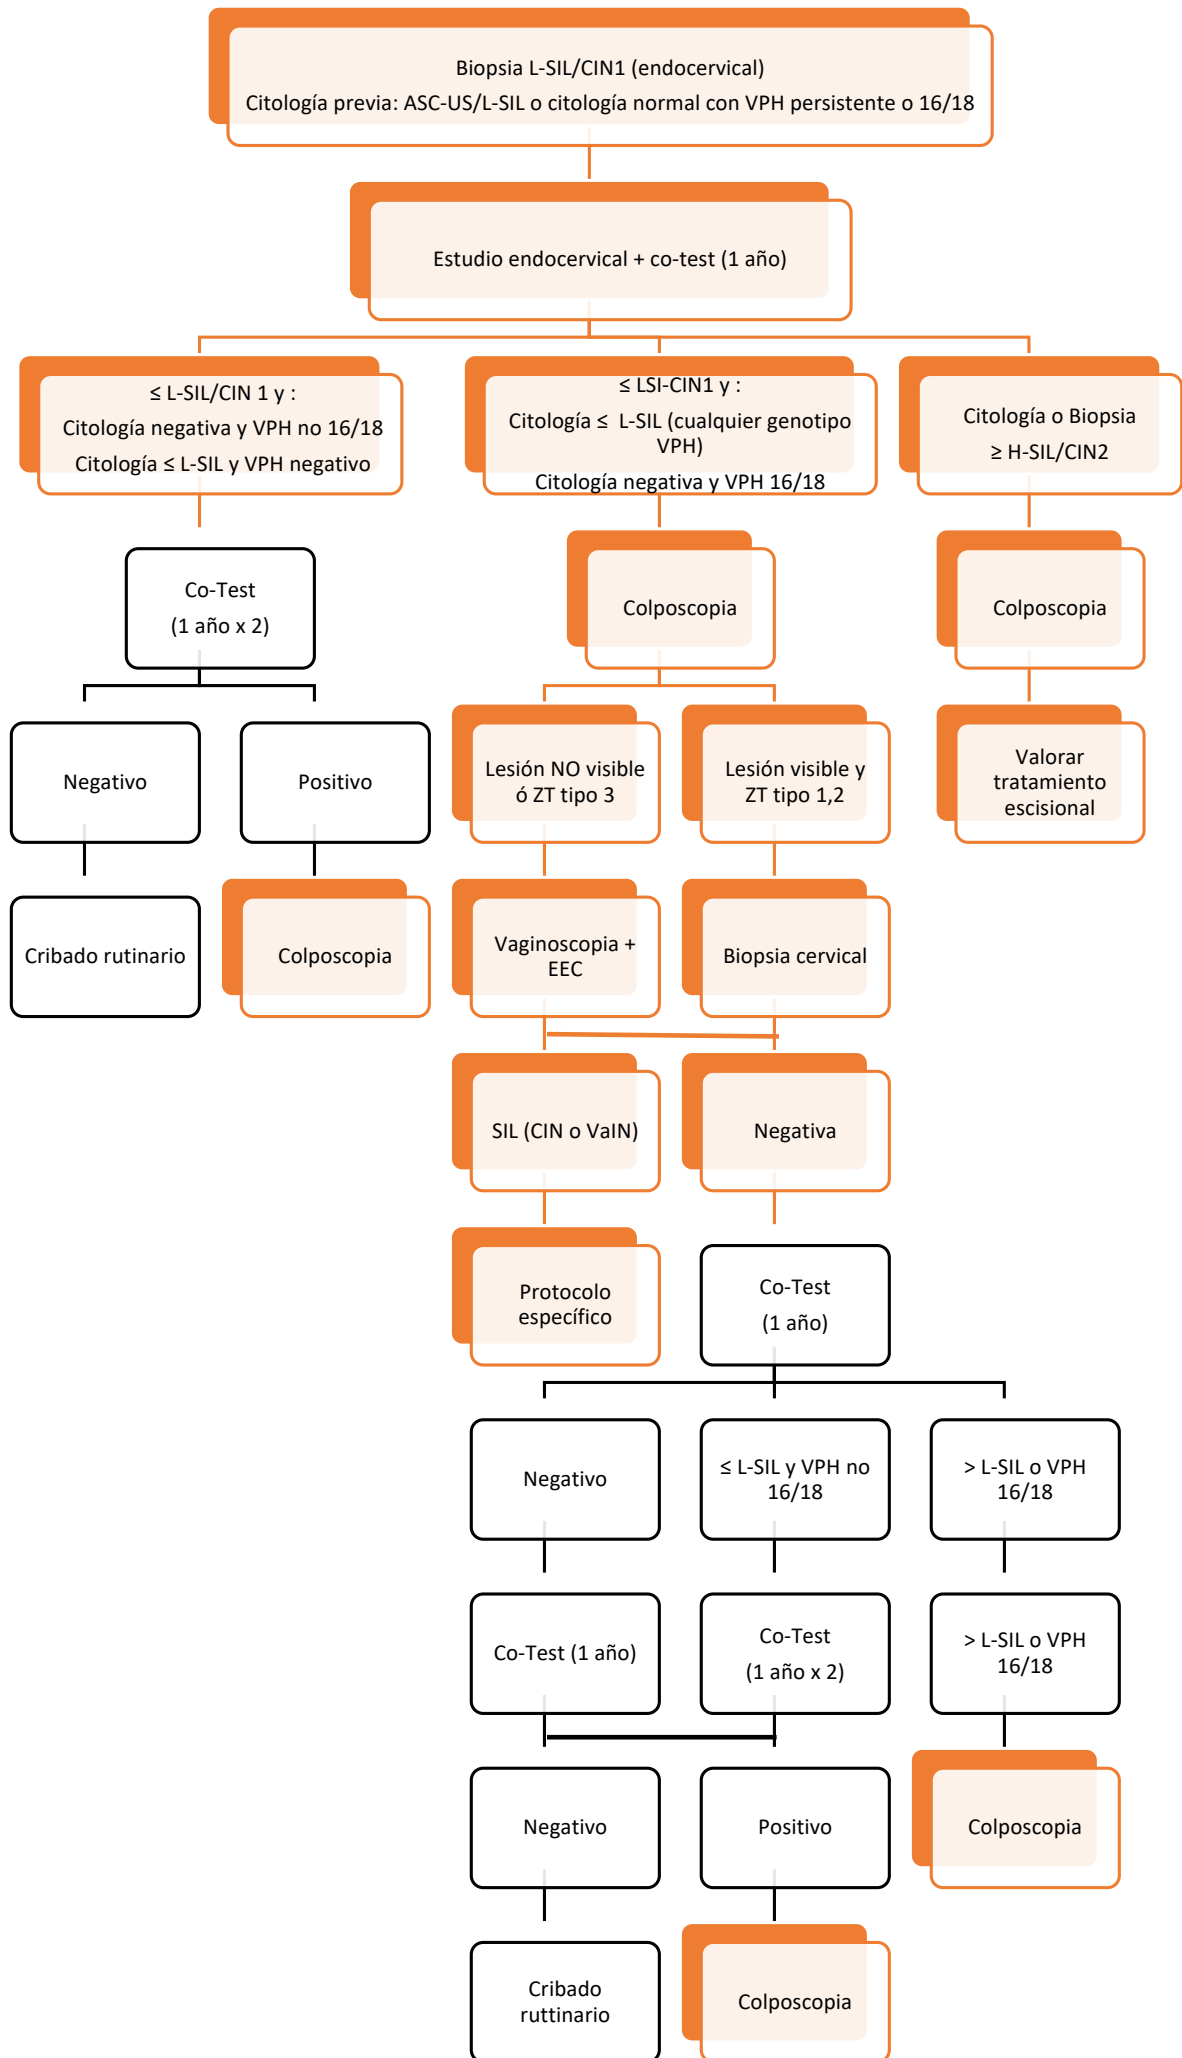 Biopsia L-SIL/CIN1 (endocervical)
Citología previa: ASC-US/L-SIL o citología normal con VPH persistente o 16/18
Estudio endocervical + co-test (1 año)
≤ L-SIL/CIN 1 y :
Citología negativa y VPH no 16/18
Citología ≤ L-SIL y VPH negativo
≤ LSI-CIN1 y :
Citología ≤ L-SIL (cualquier genotipo
VPH)
Citología negativa y VPH 16/18
Citología o Biopsia
≥ H-SIL/CIN2
Co-Test
(1 año x 2)
Colposcopia
Colposcopia
Negativo
Positivo
Lesión NO visible
ó ZT tipo 3
Lesión visible y
ZT tipo 1,2
Valorar
tratamiento
escisional
Cribado rutinario
Colposcopia
Vaginoscopia +
EEC
Biopsia cervical
SIL (CIN o VaIN)
Negativa
Protocolo
específico
Co-Test
(1 año)
Negativo
≤ L-SIL y VPH no
16/18
> L-SIL o VPH
16/18
Co-Test (1 año)
Co-Test
(1 año x 2)
> L-SIL o VPH
16/18
Negativo
Positivo
Colposcopia
Cribado
ruttinario
Colposcopia